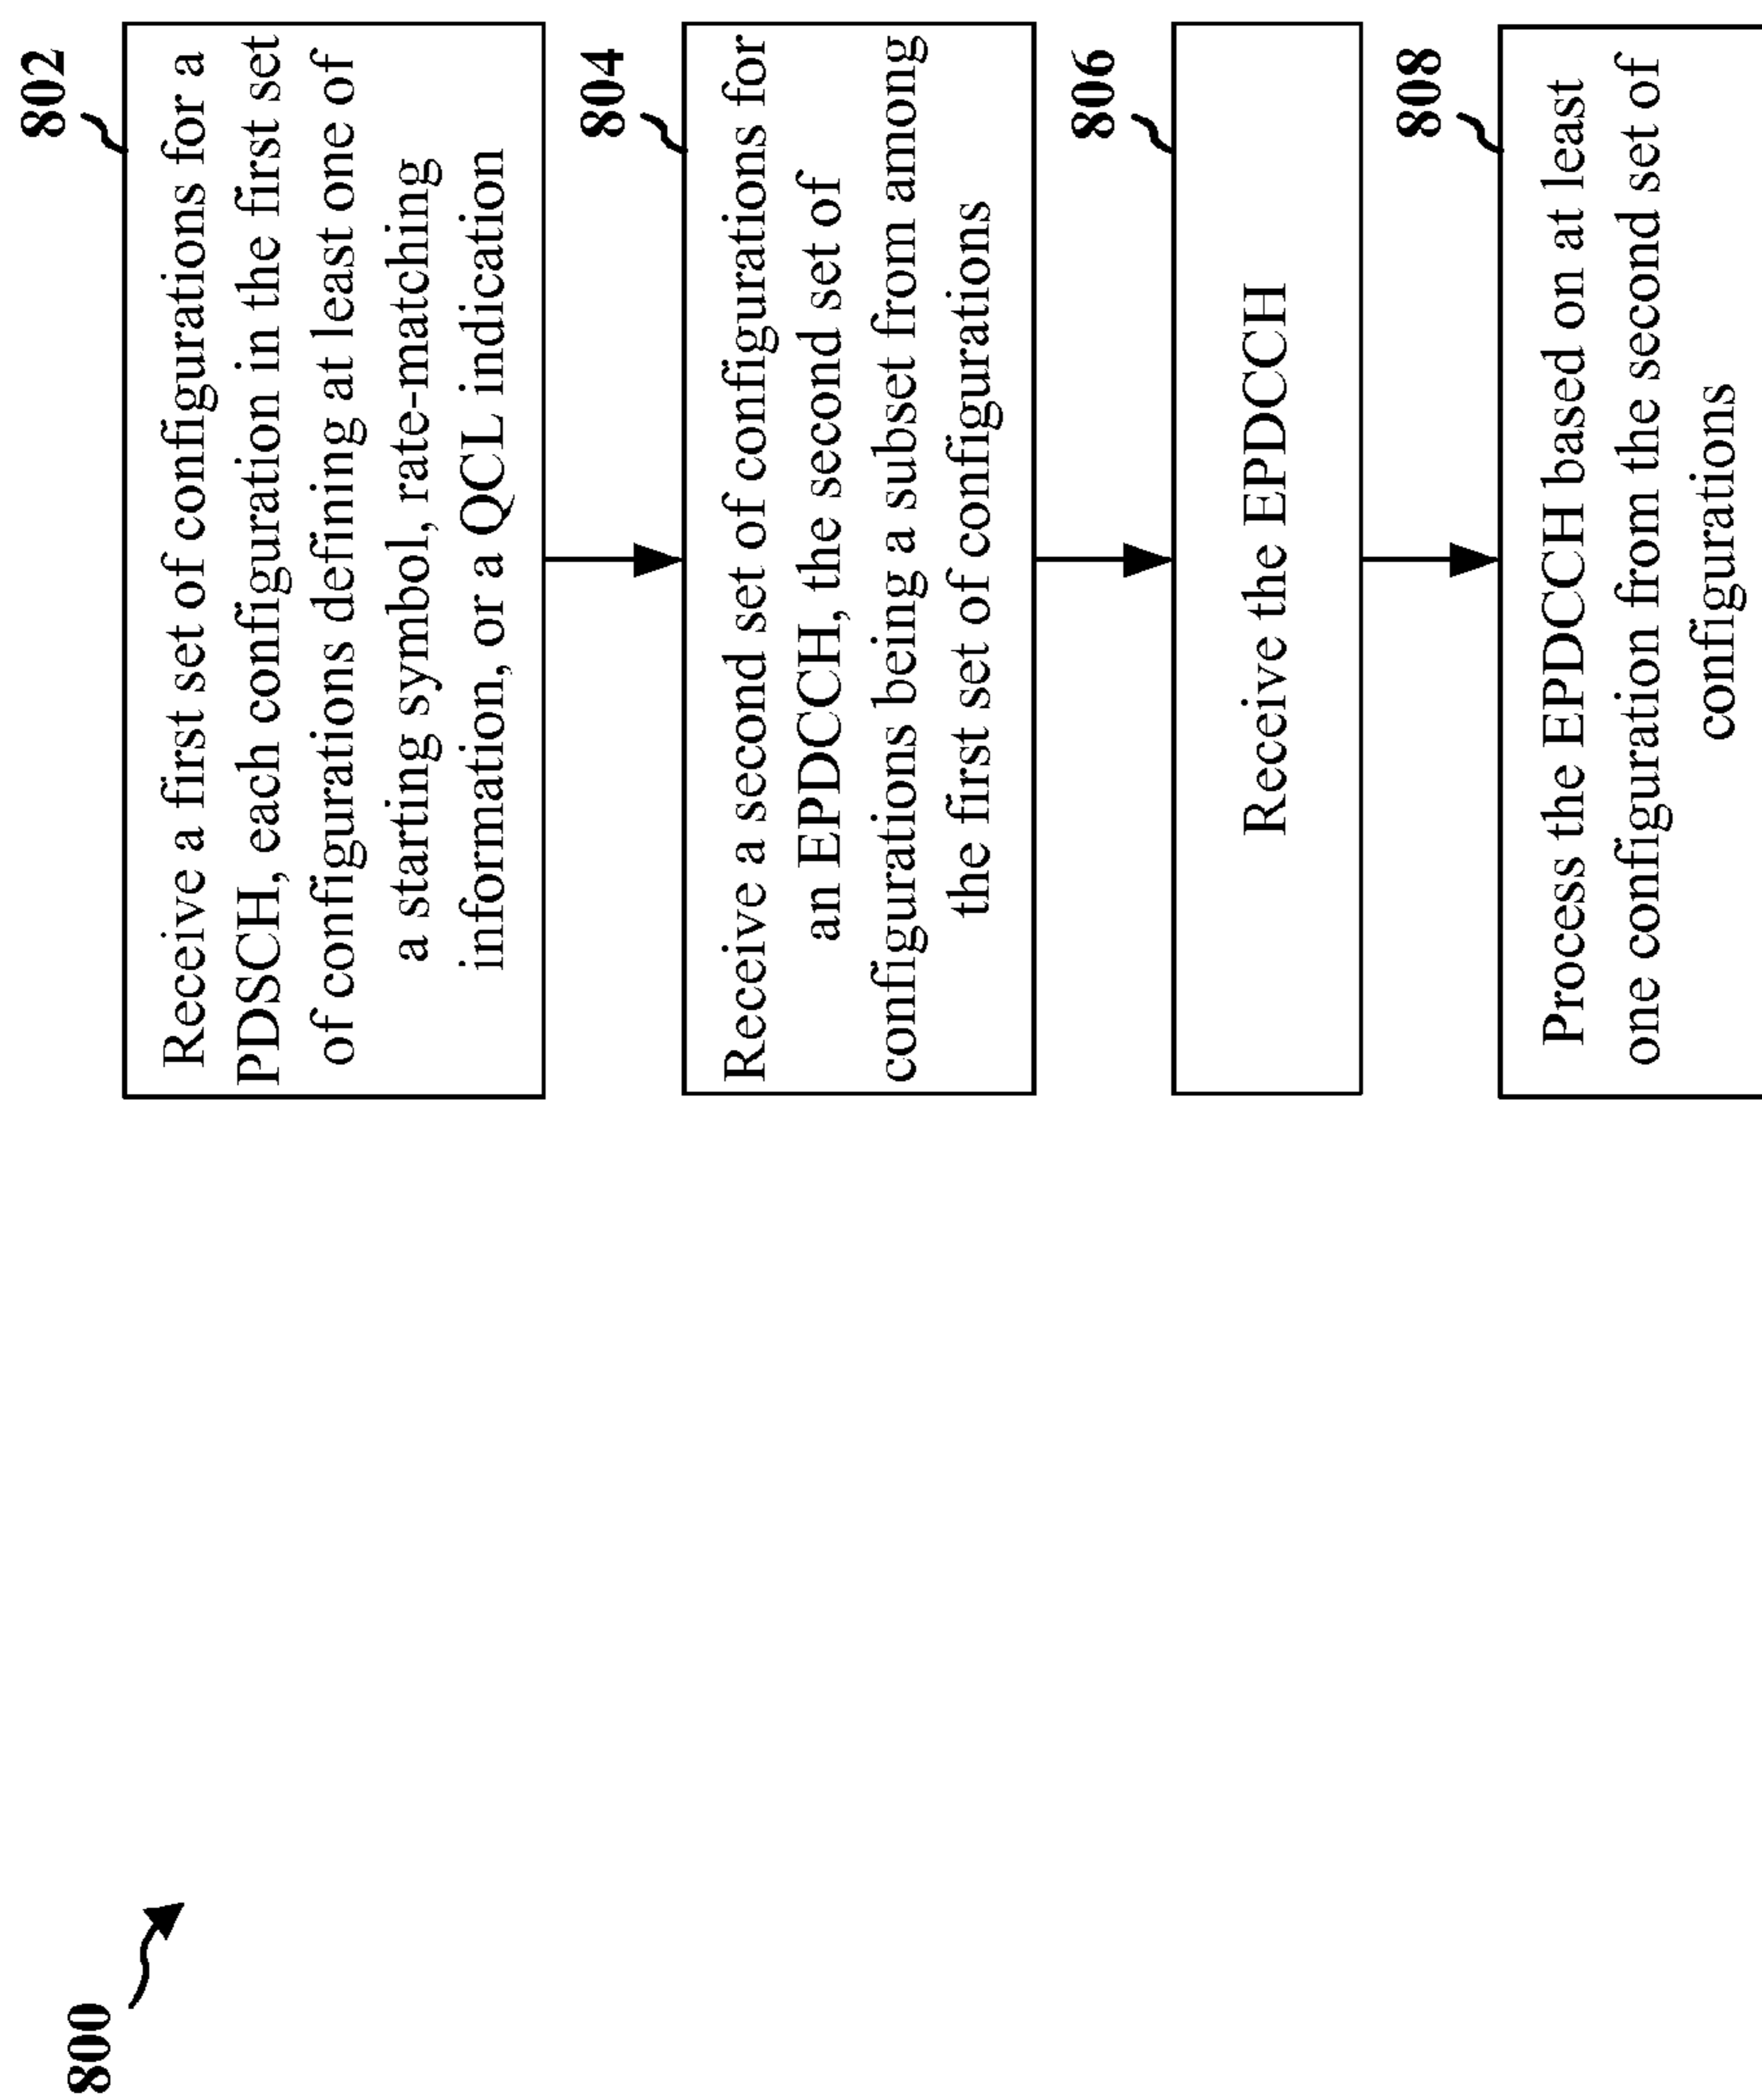 800
802
Receive a first set of configurations for a
PDSCH, each configuration in the first set
of configurations defining at least one of
a starting symbol, rate-matching
information, or a QCL indication
804
Receive a second set of configurations for
an EPDCCH, the second set of
configurations being a subset from among
the first set of configurations
806
Receive the EPDCCH
808
Process the EPDCCH based on at least
one configuration from the second set of
configurations